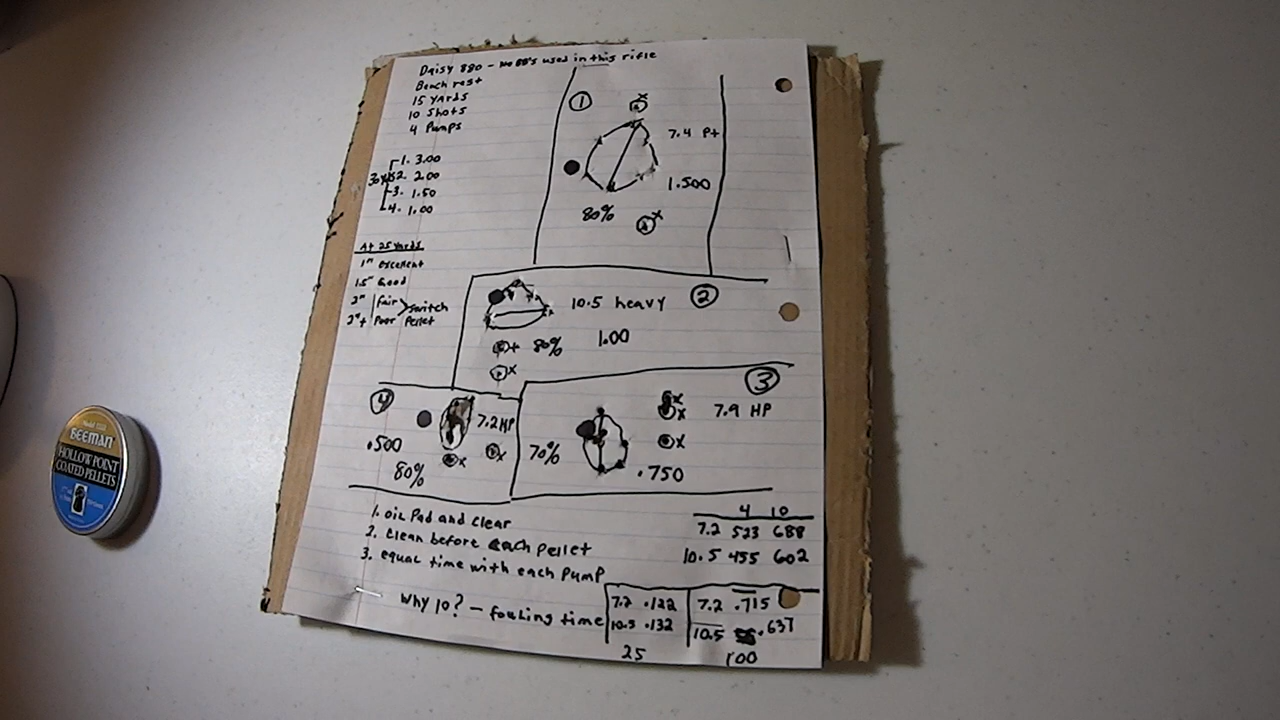 Daisy 880 - No BB's used in this rifle
Bench rest
15 YARDS
10 Shots
4 Pumps
1. 3.00
2. 2.00
3. 1.50
4. 1.00
At 25 Yards
1" excellent
1.5" Good
2" Fair
2"+ Poor
switch
Pellet
1
7.4 Pt
1.500
80%
2
10.5 heavy
1.00
80%
3
7.9 HP
70%
.750
4
7.2 HP
.500
80%
1. oil Pad and Clear
2. clean before each pellet
3. equal time with each pump
Why 10? - fouling time
4 10
7.2 523 688
10.5 455 602
7.2 .122
10.5 .132
25
7.2 .715
10.5 .637
100
BEEMAN
HOLLOW POINT
COATED PELLETS